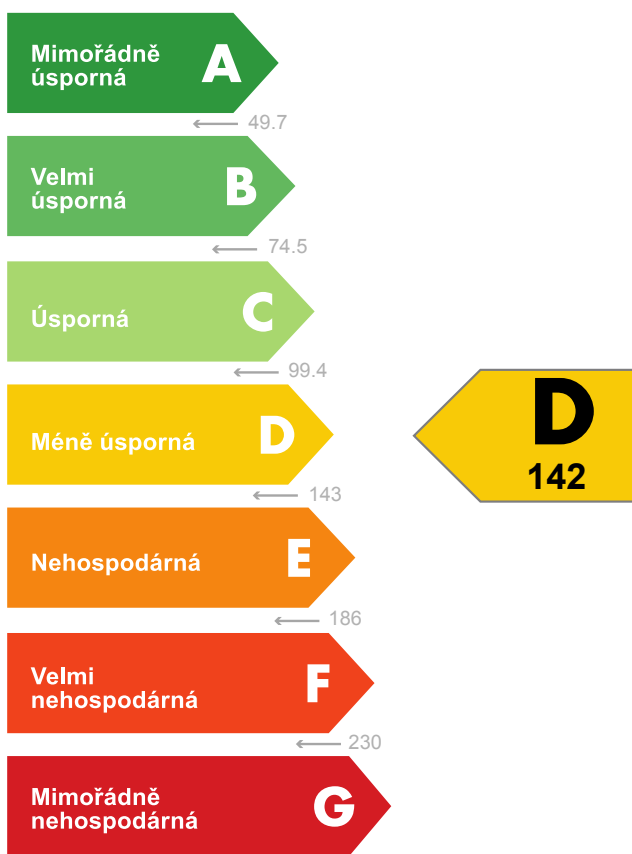 Mimořádně
úsporná
A
49.7
Velmi
úsporná
B
74.5
Úsporná
C
99.4
Méně úsporná
D
143
D
142
Nehospodárná
E
186
Velmi
nehospodárná
F
230
Mimořádně
nehospodárná
G